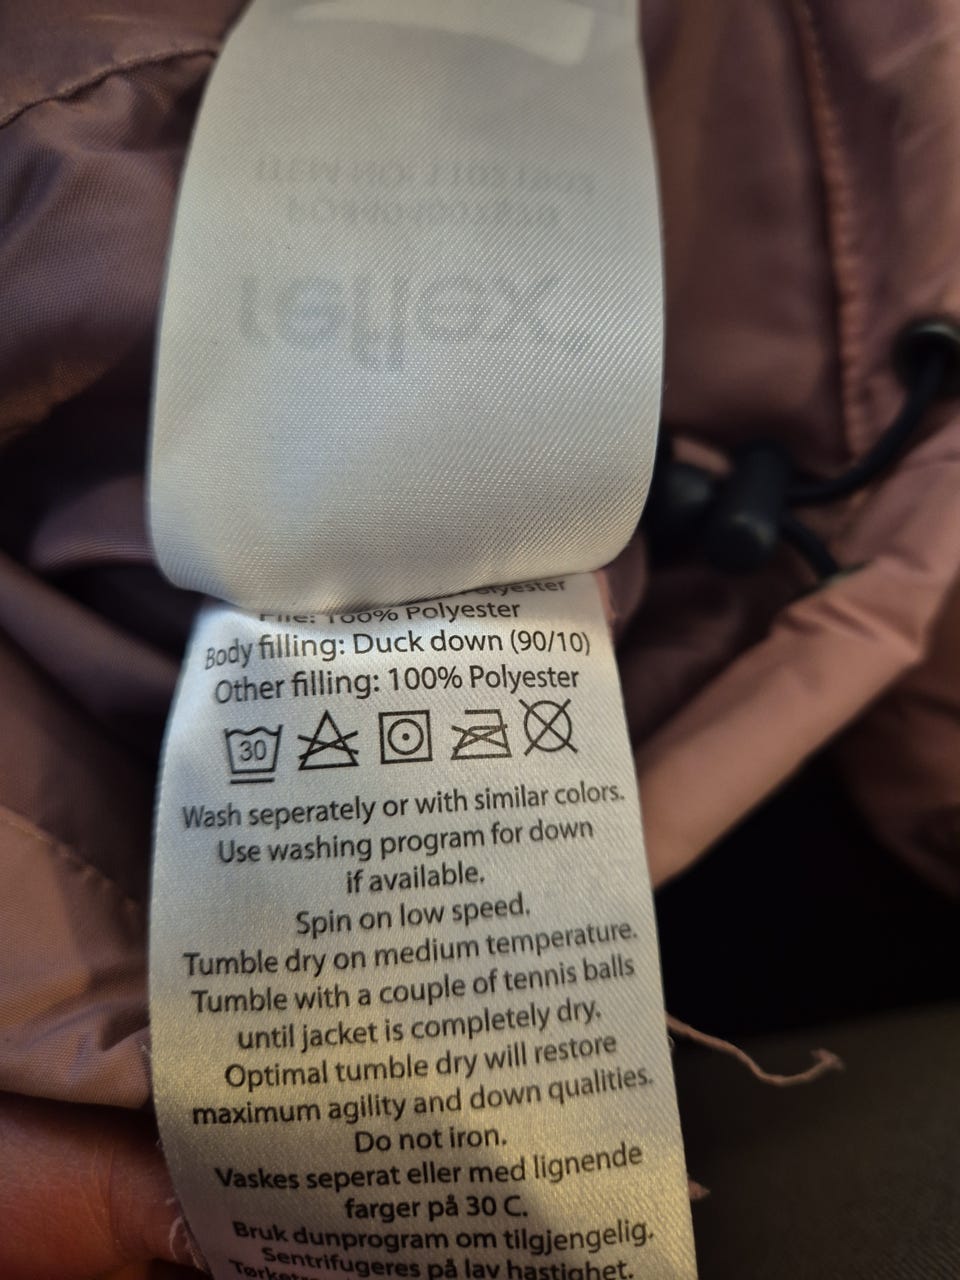 Polyester
File: 100% Polyester
Body filling: Duck down (90/10)
Other filling: 100% Polyester
30
Wash seperately or with similar colors.
Use washing program for down
if available.
Spin on low speed.
Tumble dry on medium temperature.
Tumble with a couple of tennis balls
until jacket is completely dry.
Optimal tumble dry will restore
maximum agility and down qualities.
Do not iron.
Vaskes seperat eller med lignende
farger på 30 C.
Bruk dunprogram om tilgjengelig.
Sentrifugeres på lav hastighet.